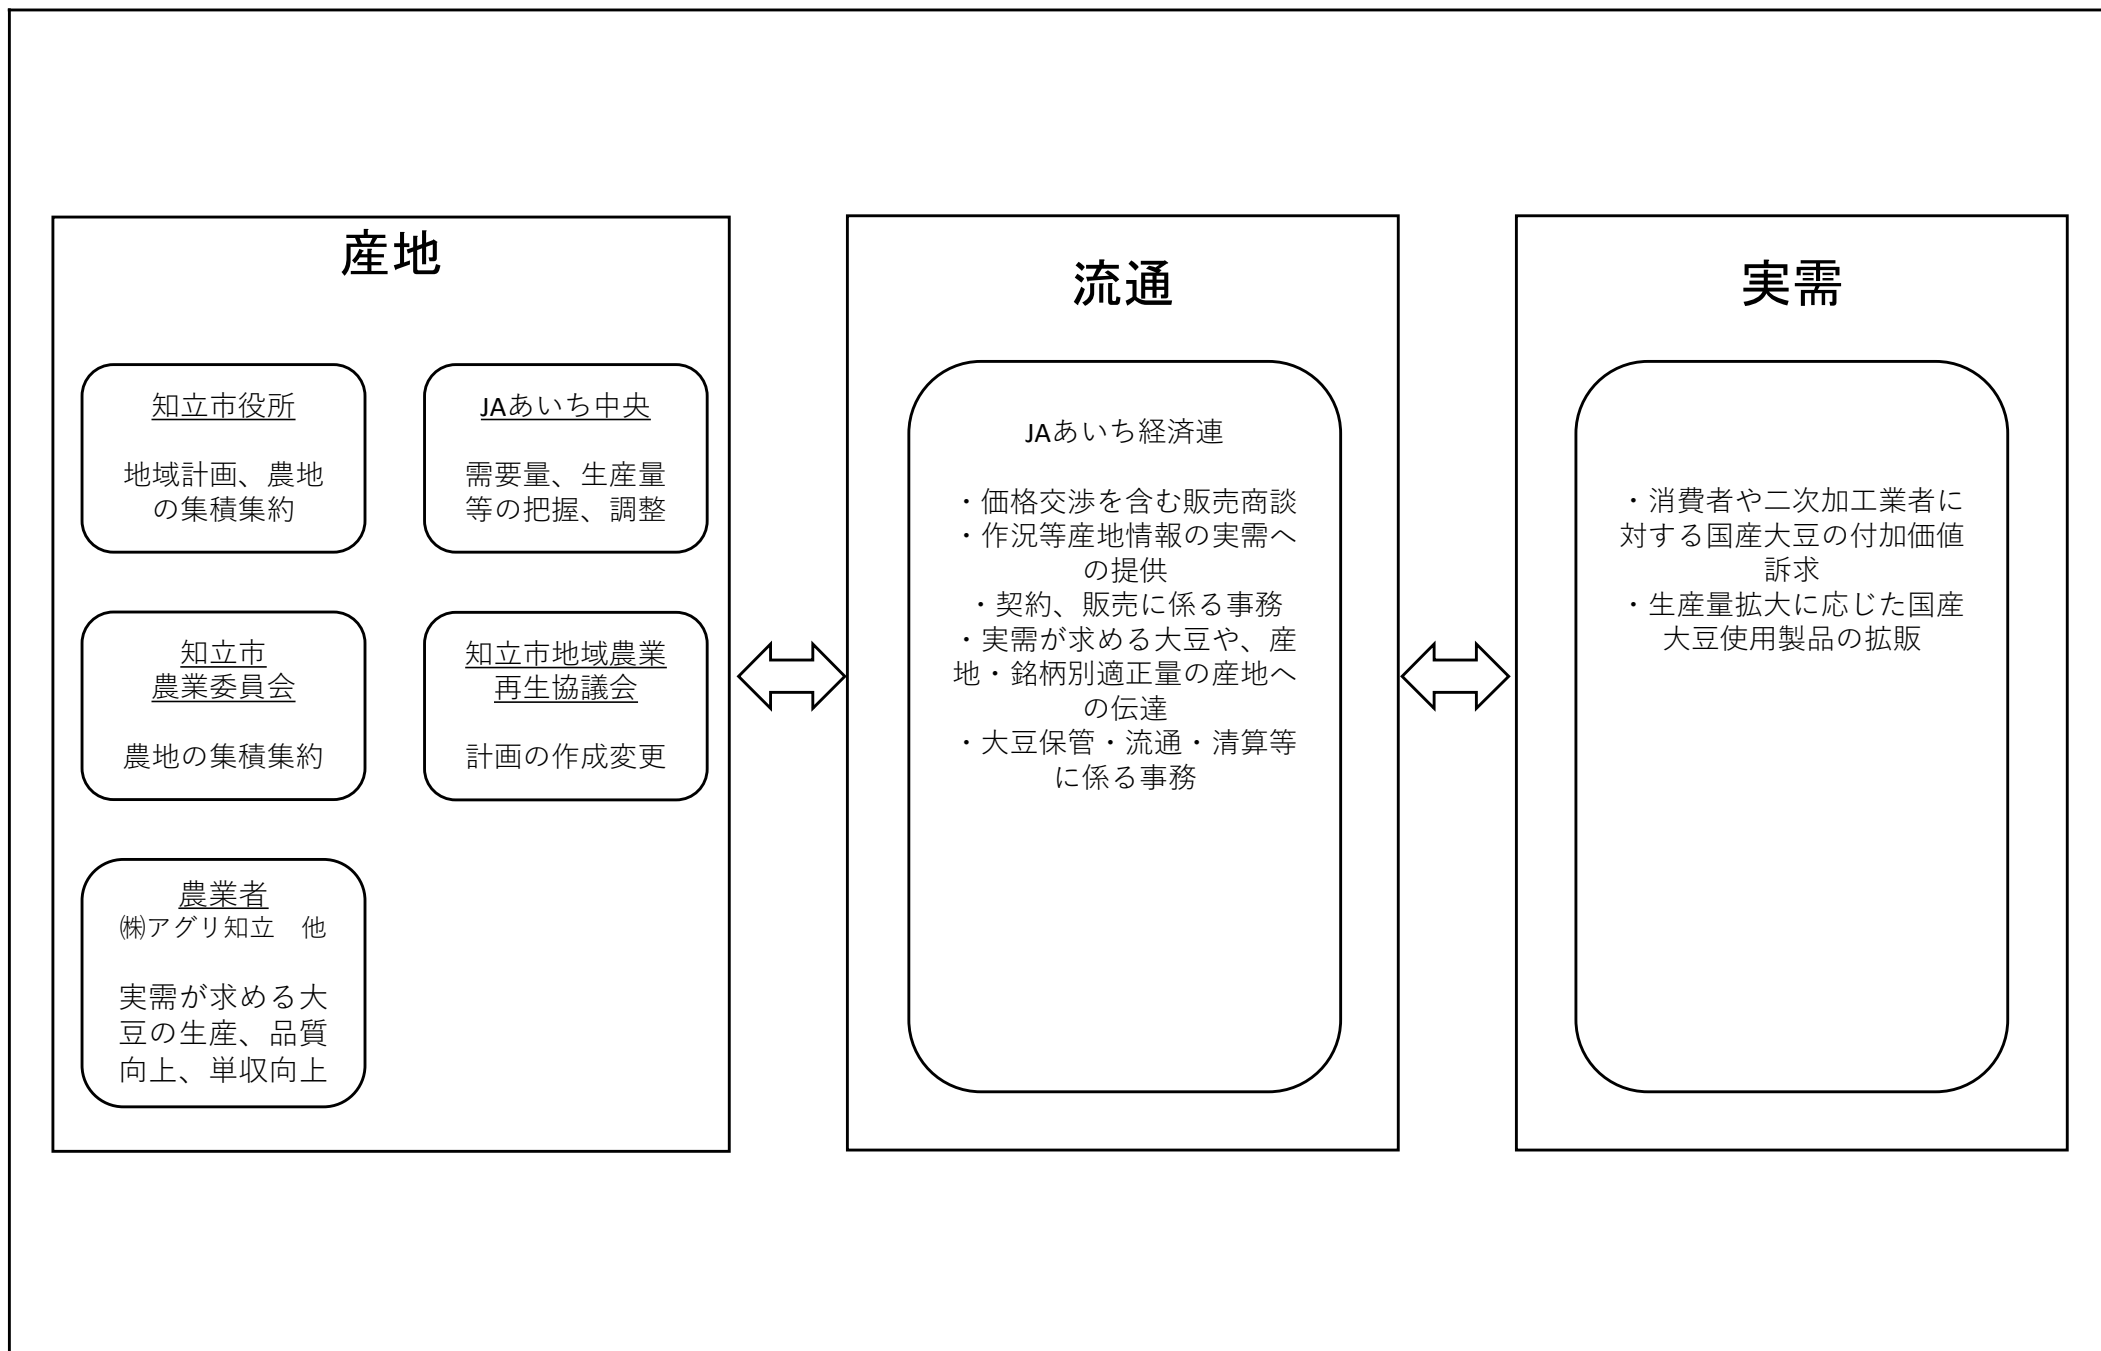 産地
知立市役所
地域計画、農地
の集積集約
JAあいち中央
需要量、生産量
等の把握、調整
知立市
農業委員会
農地の集積集約
知立市地域農業
再生協議会
計画の作成変更
農業者
㈱アグリ知立　他
実需が求める大
豆の生産、品質
向上、単収向上
流通
JAあいち経済連
・価格交渉を含む販売商談
・作況等産地情報の実需へ
の提供
・契約、販売に係る事務
・実需が求める大豆や、産
地・銘柄別適正量の産地へ
の伝達
・大豆保管・流通・清算等
に係る事務
実需
・消費者や二次加工業者に
対する国産大豆の付加価値
訴求
・生産量拡大に応じた国産
大豆使用製品の拡販